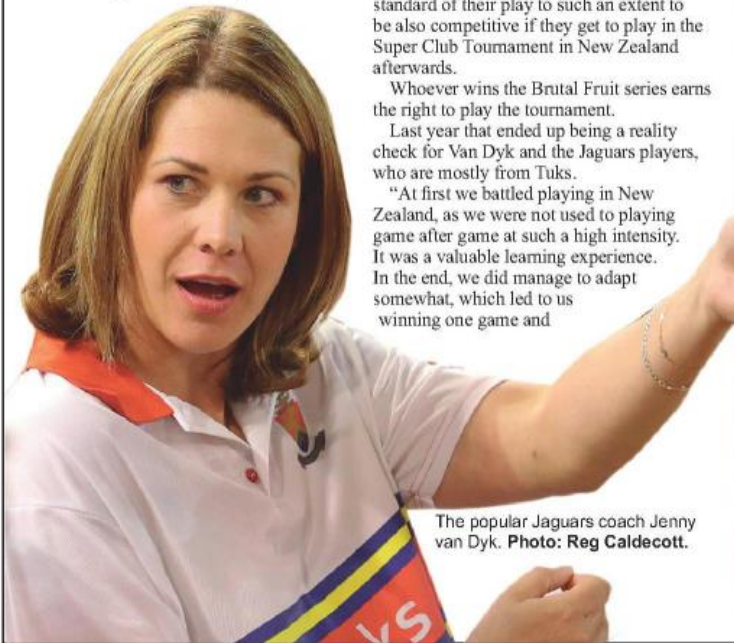 standard of their play to such an extent to
be also competitive if they get to play in the
Super Club Tournament in New Zealand
afterwards.
Whoever wins the Brutal Fruit series earns
the right to play the tournament.
Last year that ended up being a reality
check for Van Dyk and the Jaguars players,
who are mostly from Tuks.
“At first we battled playing in New
Zealand, as we were not used to playing
game after game at such a high intensity.
It was a valuable learning experience.
In the end, we did manage to adapt
somewhat, which led to us
winning one game and
The popular Jaguars coach Jenny
van Dyk. Photo: Reg Caldecott.